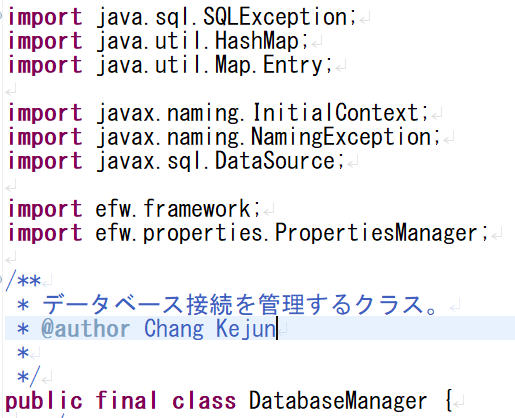 import java.sql.SQLException;
import java.util.HashMap;
import java.util.Map.Entry;
import javax.naming.InitialContext;
import javax.naming.NamingException;
import javax.sql.DataSource;
import efw.framework;
import efw.properties.PropertiesManager;
/**
 * データベース接続を管理するクラス。
 * @author Chang Kejun
 *
 */
public final class DatabaseManager {